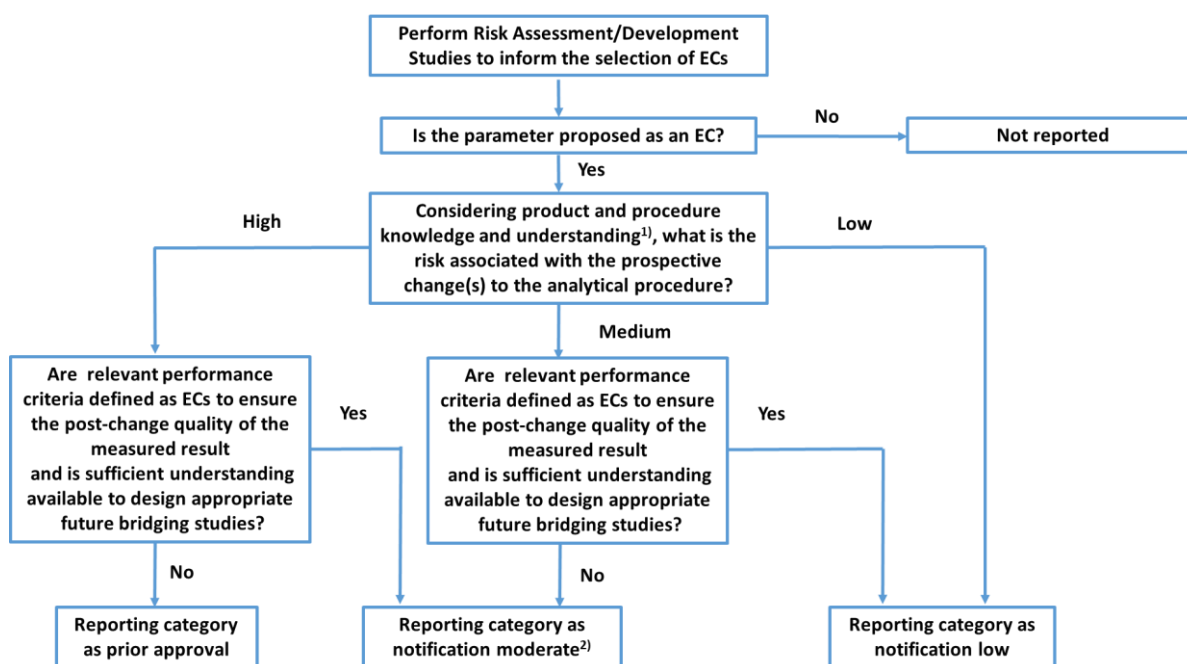 Perform Risk Assessment/Development
Studies to inform the selection of ECs
Is the parameter proposed as an EC?
No
Not reported
Yes
Considering product and procedure
knowledge and understanding¹⁾, what is the
risk associated with the prospective
change(s) to the analytical procedure?
High
Low
Medium
Are relevant performance
criteria defined as ECs to ensure
the post-change quality of the
measured result
and is sufficient understanding
available to design appropriate
future bridging studies?
Yes
Are relevant performance
criteria defined as ECs to ensure
the post-change quality of the
measured result
and is sufficient understanding
available to design appropriate
future bridging studies?
Yes
No
No
Reporting category
as prior approval
Reporting category as
notification moderate²⁾
Reporting category as
notification low